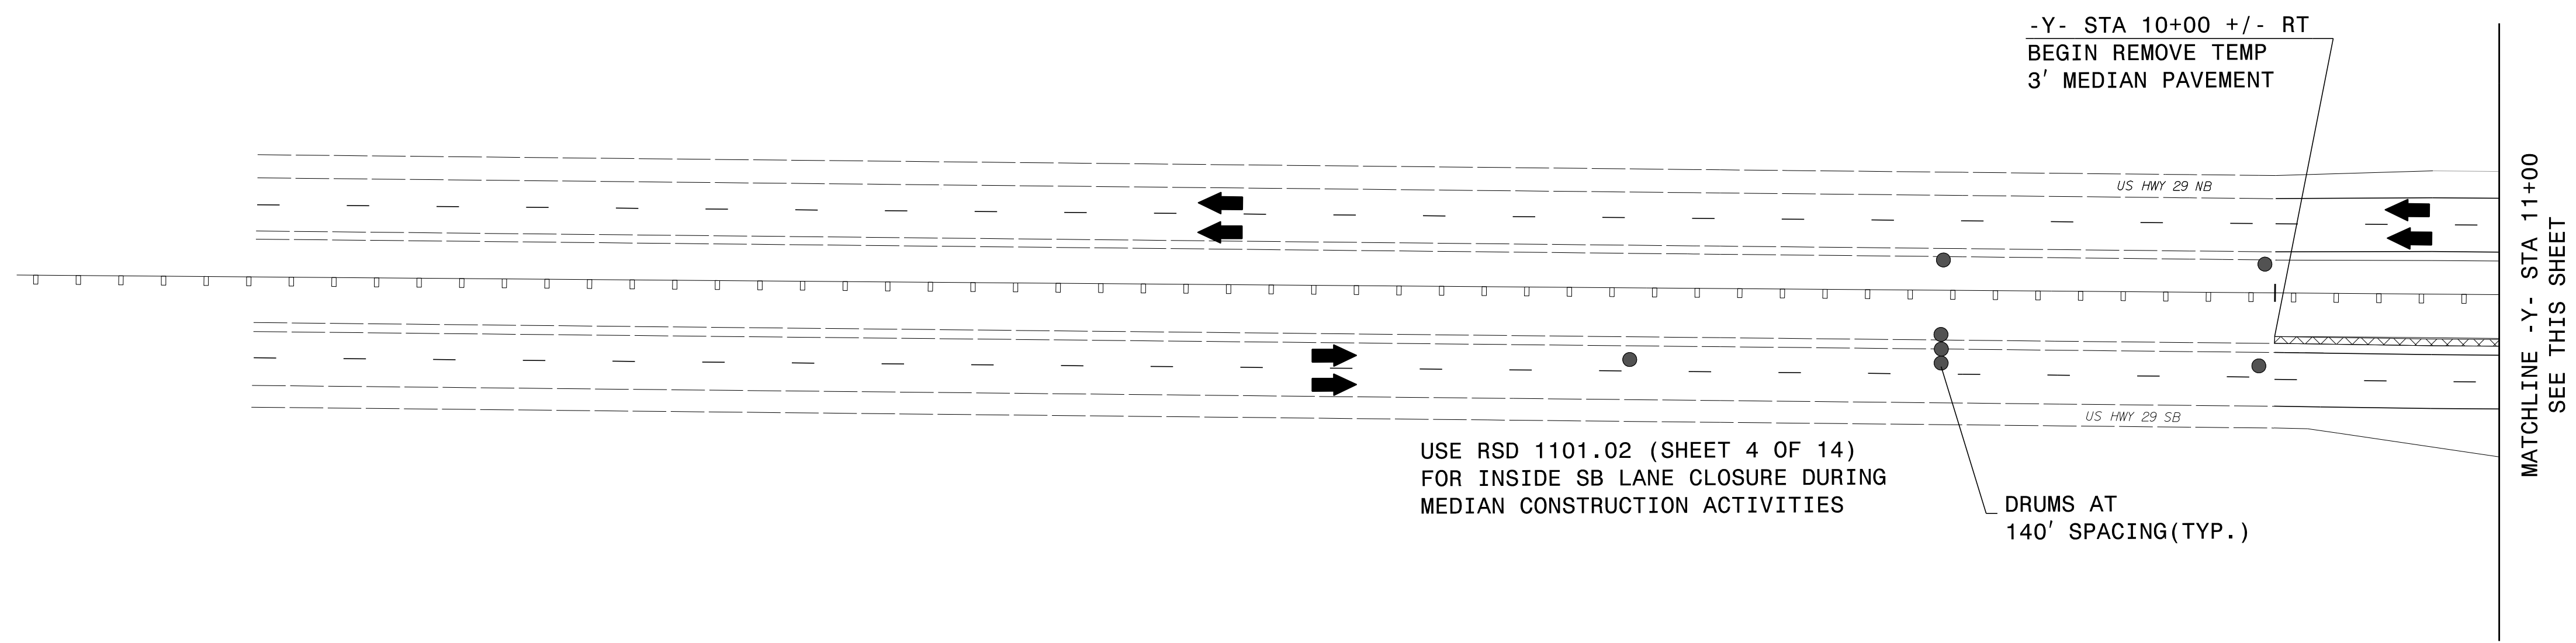 -Y- STA 10+00 +/- RT
BEGIN REMOVE TEMP
3' MEDIAN PAVEMENT
US HWY 29 NB
MATCHLINE -Y- STA 11+00
SEE THIS SHEET
US HWY 29 SB
USE RSD 1101.02 (SHEET 4 OF 14)
FOR INSIDE SB LANE CLOSURE DURING
MEDIAN CONSTRUCTION ACTIVITIES
DRUMS AT
140' SPACING(TYP.)